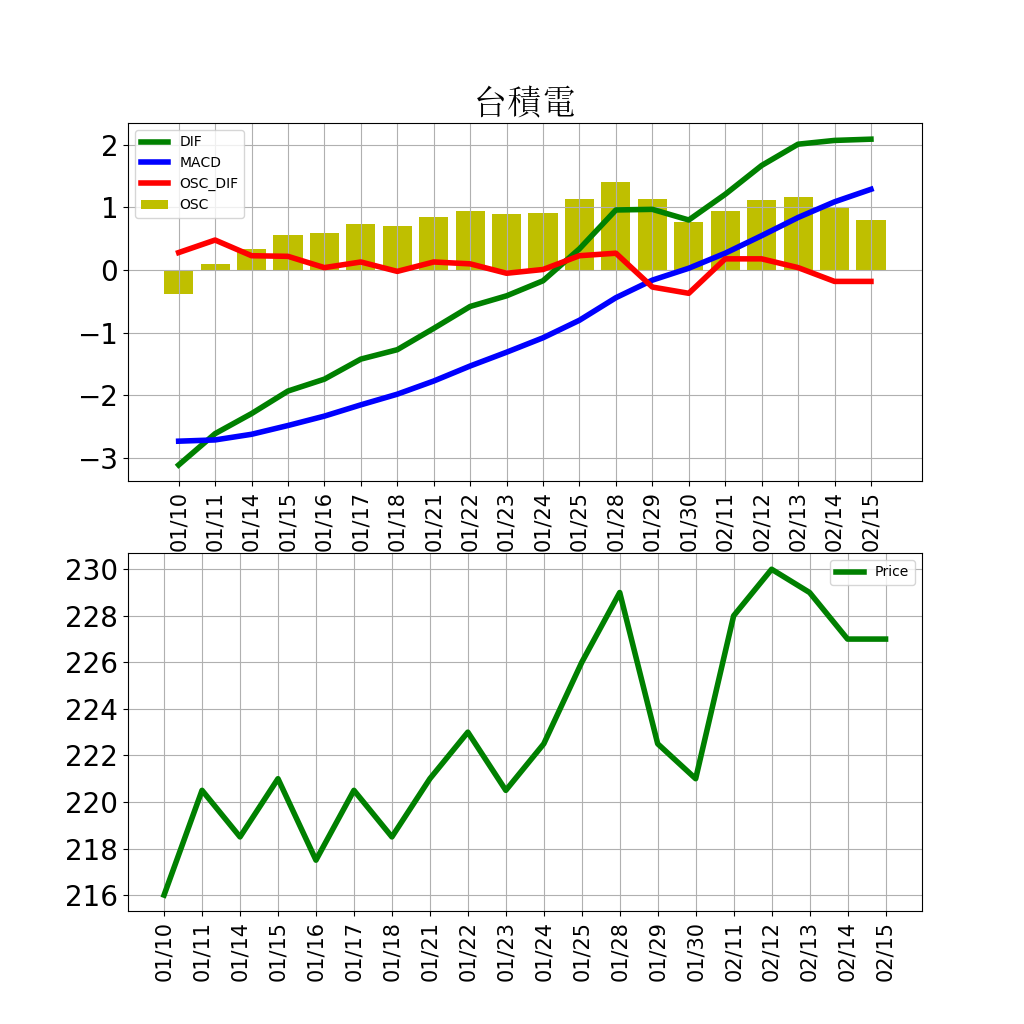 台積電
DIF
MACD
OSC_DIF
OSC
2
1
0
−1
−2
−3
01/10 01/11 01/14 01/15 01/16 01/17 01/18 01/21 01/22 01/23 01/24 01/25 01/28 01/29 01/30 02/11 02/12 02/13 02/14 02/15
Price
230
228
226
224
222
220
218
216
01/10 01/11 01/14 01/15 01/16 01/17 01/18 01/21 01/22 01/23 01/24 01/25 01/28 01/29 01/30 02/11 02/12 02/13 02/14 02/15